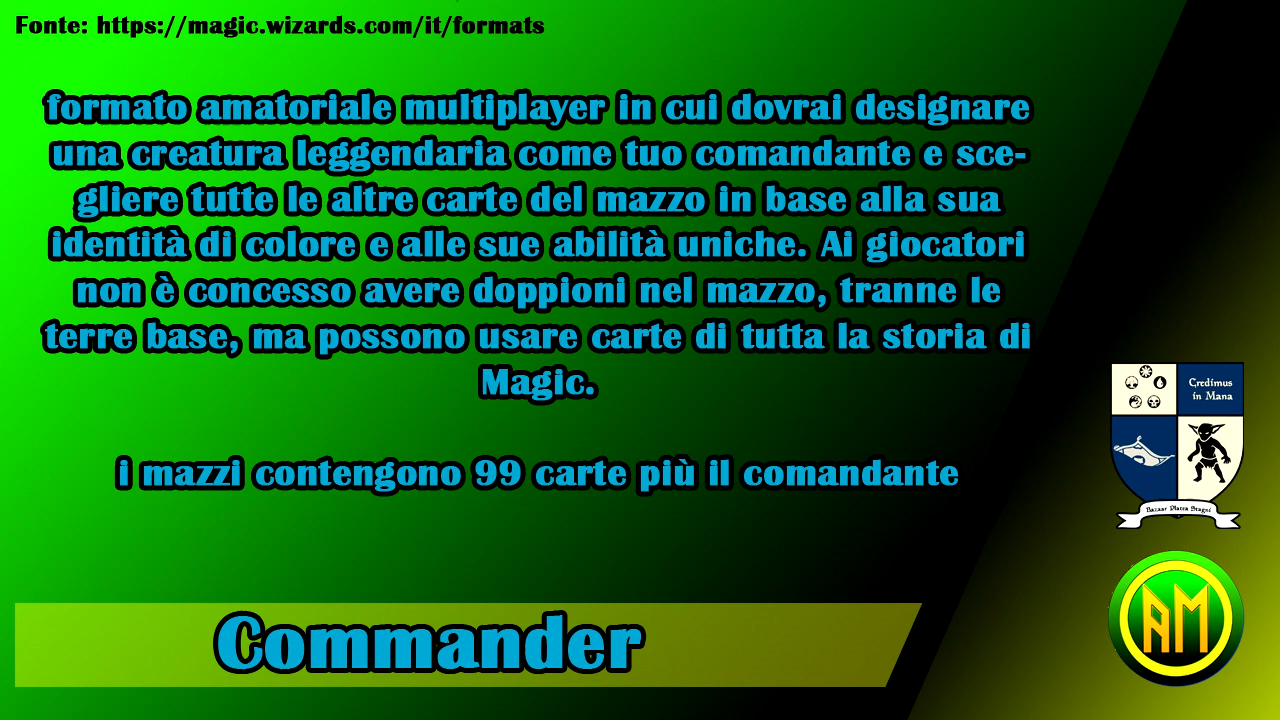 Fonte: https://magic.wizards.com/it/formats
formato amatoriale multiplayer in cui dovrai designare
una creatura leggendaria come tuo comandante e sce-
gliere tutte le altre carte del mazzo in base alla sua
identità di colore e alle sue abilità uniche. Ai giocatori
non è concesso avere doppioni nel mazzo, tranne le
terre base, ma possono usare carte di tutta la storia di
Magic.
i mazzi contengono 99 carte più il comandante
Credimus
in Mana
Bazaar Platea Stagni
AM
Commander